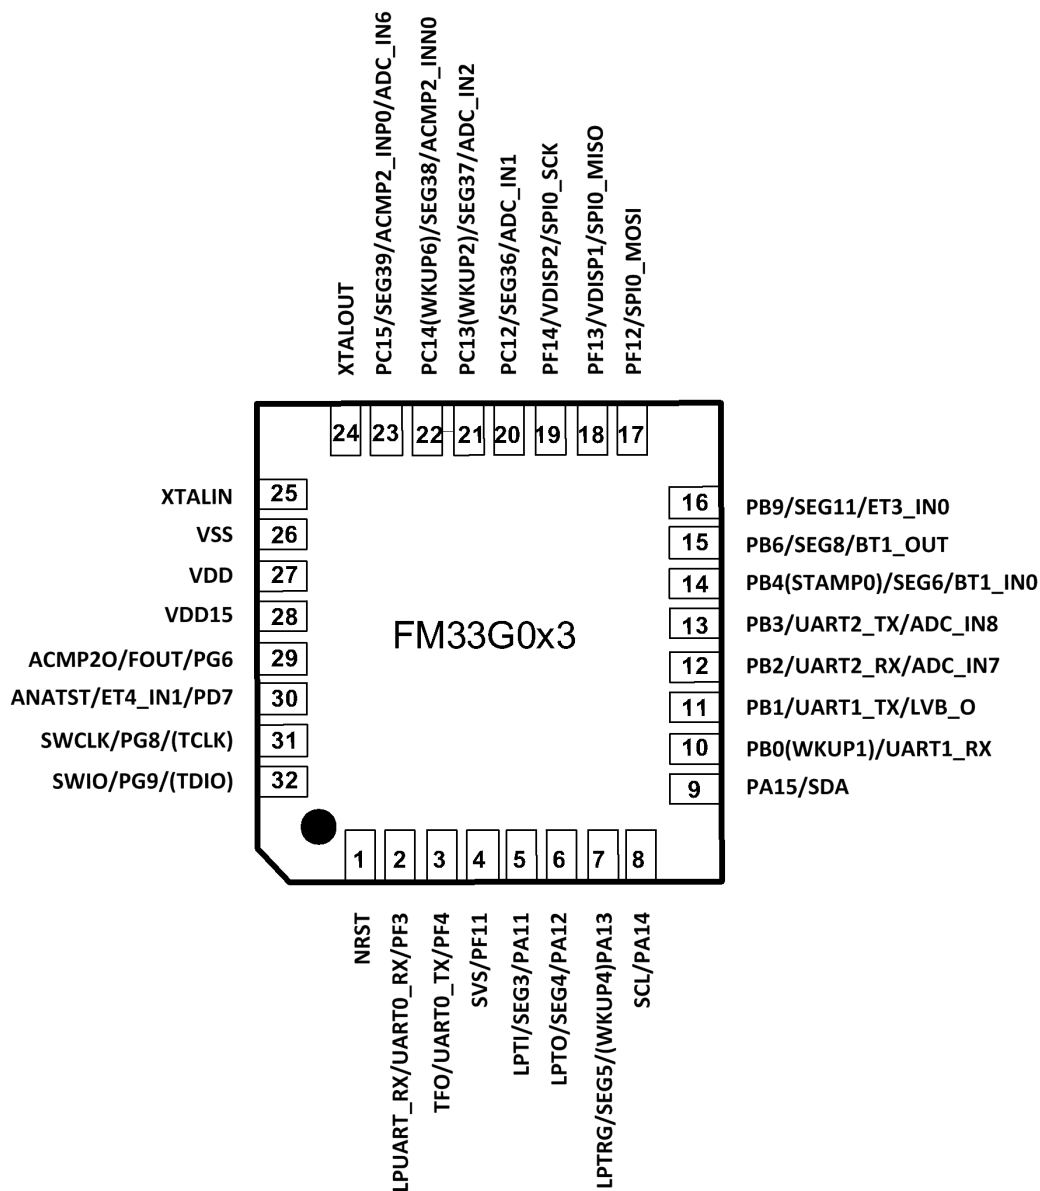 XTALOUT
PC15/SEG39/ACMP2_INP0/ADC_IN6
PC14(WKUP6)/SEG38/ACMP2_INN0
PC13(WKUP2)/SEG37/ADC_IN2
PC12/SEG36/ADC_IN1
PF14/VDISP2/SPI0_SCK
PF13/VDISP1/SPI0_MISO
PF12/SPI0_MOSI
24 23 22 21 20 19 18 17
XTALIN
25
VSS
26
VDD
27
VDD15
28
ACMP2O/FOUT/PG6
29
ANATST/ET4_IN1/PD7
30
SWCLK/PG8/(TCLK)
31
SWIO/PG9/(TDIO)
32
FM33G0x3
16
PB9/SEG11/ET3_IN0
15
PB6/SEG8/BT1_OUT
14
PB4(STAMP0)/SEG6/BT1_IN0
13
PB3/UART2_TX/ADC_IN8
12
PB2/UART2_RX/ADC_IN7
11
PB1/UART1_TX/LVB_O
10
PB0(WKUP1)/UART1_RX
9
PA15/SDA
1 2 3 4 5 6 7 8
NRST
LPUART_RX/UART0_RX/PF3
TFO/UART0_TX/PF4
SVS/PF11
LPTI/SEG3/PA11
LPTO/SEG4/PA12
LPTRG/SEG5/(WKUP4)PA13
SCL/PA14